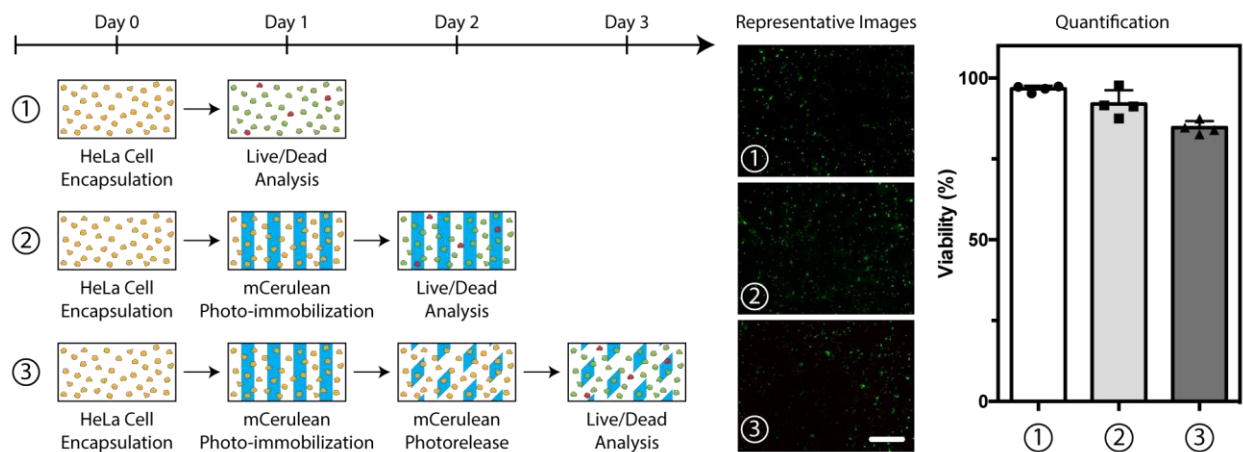 Day 0
Day 1
Day 2
Day 3
①
HeLa Cell
Encapsulation
Live/Dead
Analysis
②
HeLa Cell
Encapsulation
mCerulean
Photo-immobilization
Live/Dead
Analysis
③
HeLa Cell
Encapsulation
mCerulean
Photo-immobilization
mCerulean
Photorelease
Live/Dead
Analysis
Representative Images
①
②
③
Quantification
Viability (%)
100
50
0
① ② ③